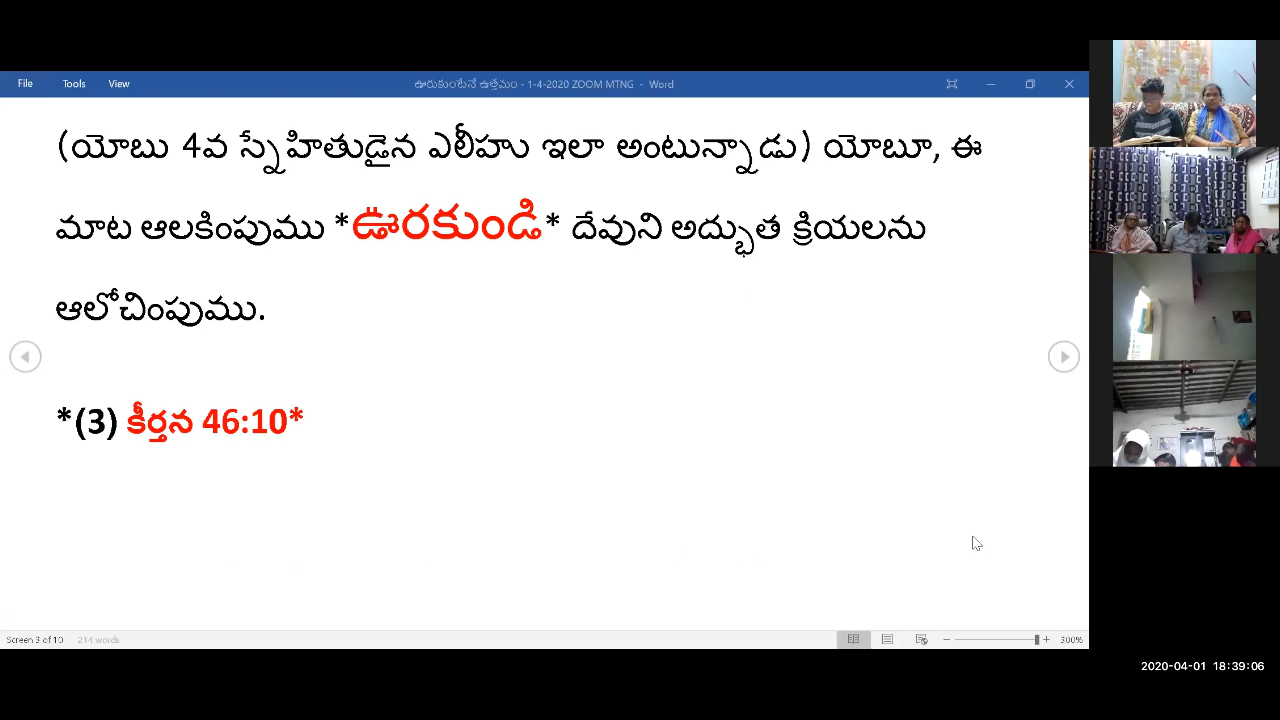 File Tools View ఊరుకుంటేనే ఉత్తమం - 1-4-2020 ZOOM MTNG - Word
(యోబు 4వ స్నేహితుడైన ఎలీహు ఇలా అంటున్నాడు) యోబూ, ఈ
మాట ఆలకింపుము *ఊరకుండి* దేవుని అద్భుత క్రియలను
ఆలోచింపుము.
*(3) కీర్తన 46:10*
Screen 3 of 10 214 words 300%
2020-04-01 18:39:06